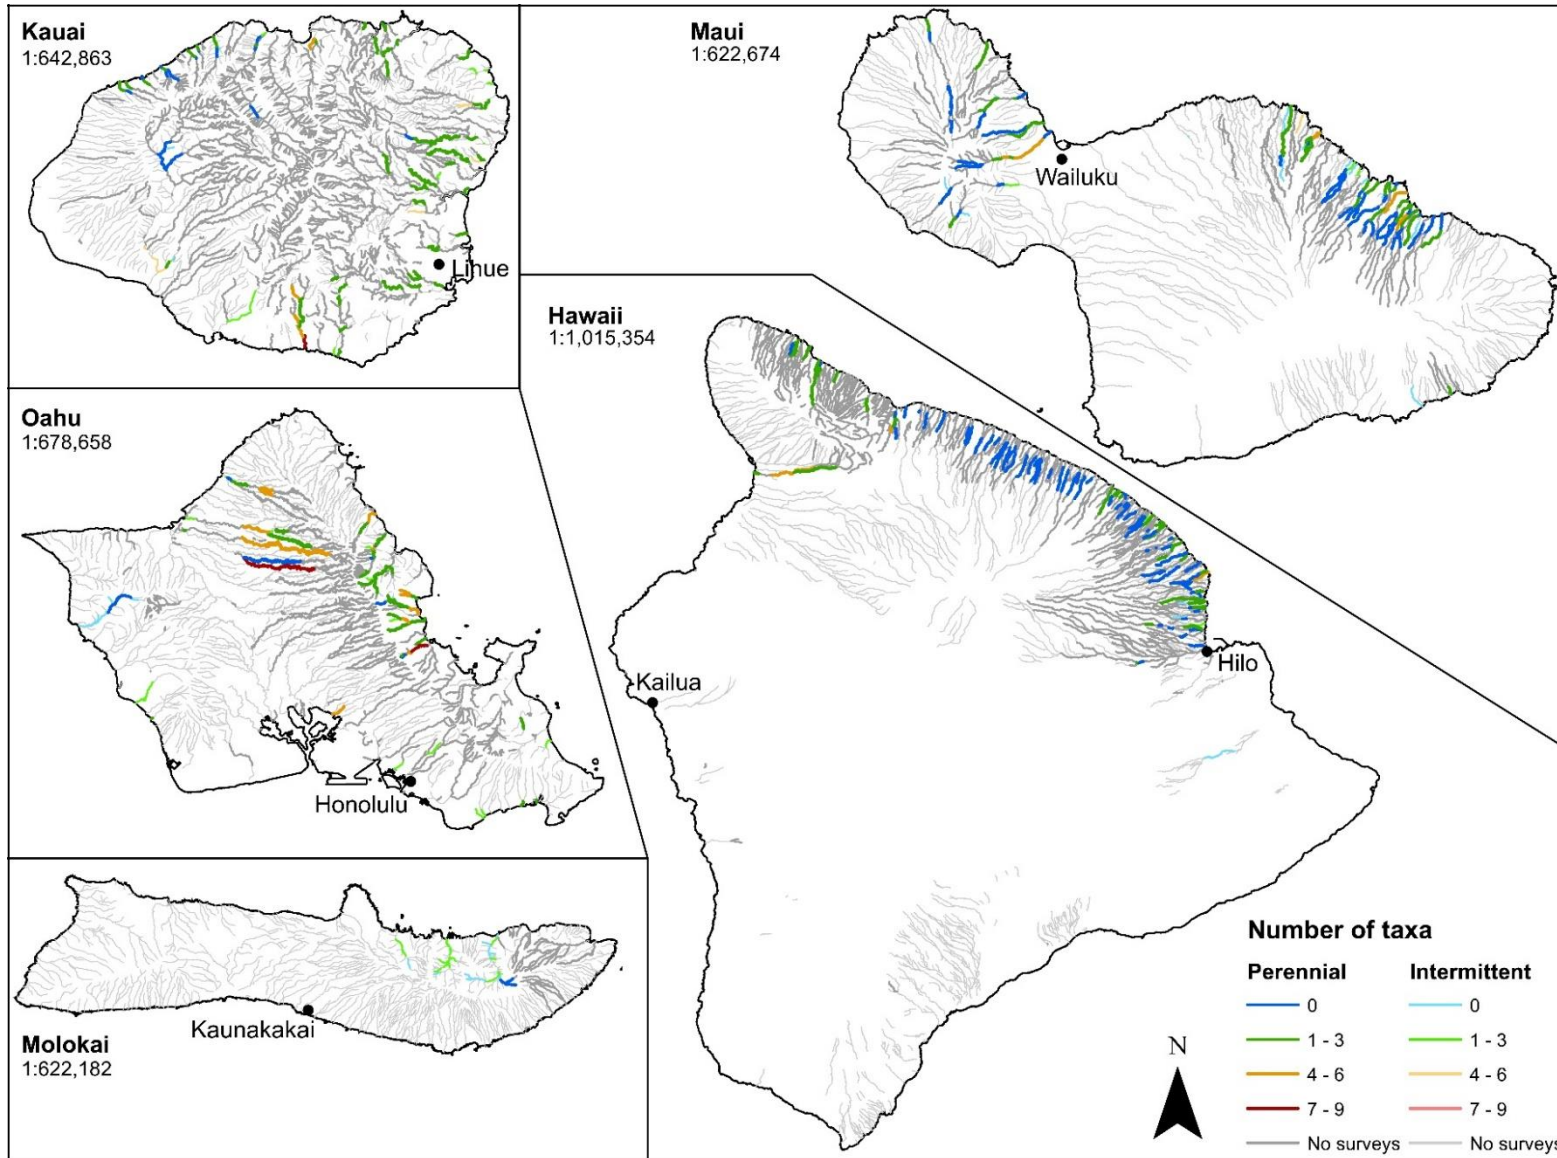 Kauai
1:642,863
Lihue
Maui
1:622,674
Wailuku
Hawaii
1:1,015,354
Kailua
Hilo
Oahu
1:678,658
Honolulu
Molokai
1:622,182
Kaunakakai
N
Number of taxa
Perennial Intermittent
0 0
1 - 3 1 - 3
4 - 6 4 - 6
7 - 9 7 - 9
No surveys No surveys